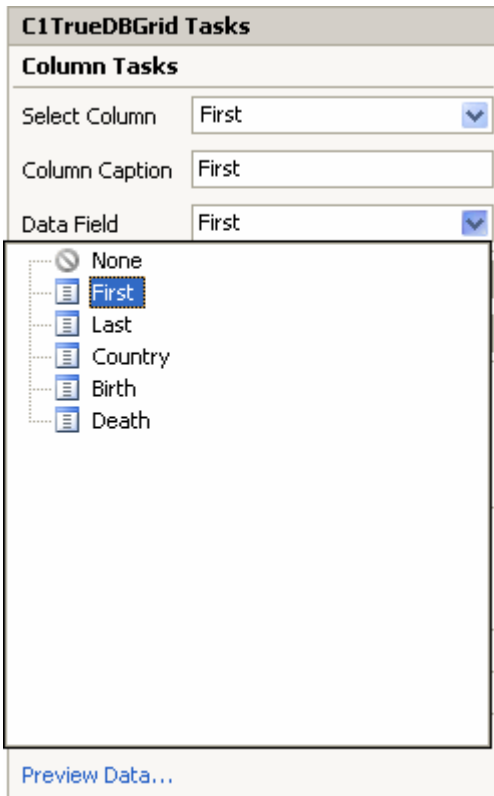 C1TrueDBGrid Tasks
Column Tasks
Select Column First
Column Caption First
Data Field First
None
First
Last
Country
Birth
Death
Preview Data...